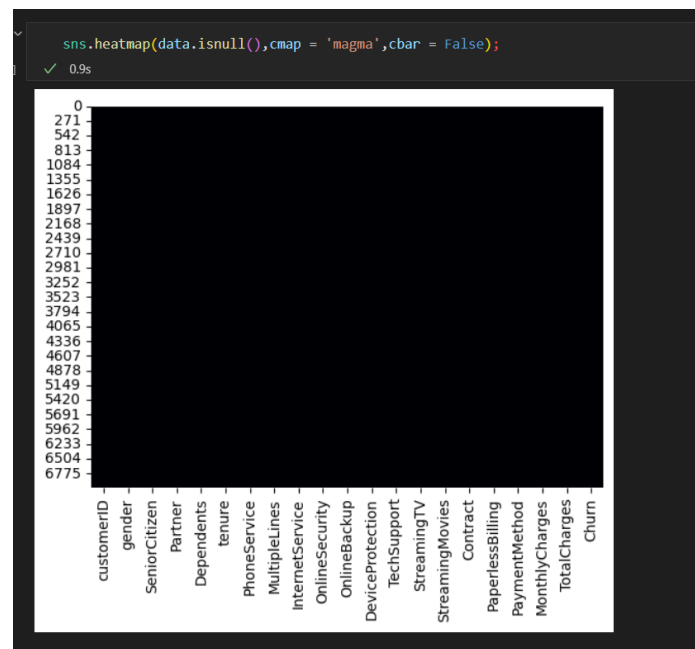 sns.heatmap(data.isnull(),cmap = 'magma',cbar = False);
0.9s
0
271
542
813
1084
1355
1626
1897
2168
2439
2710
2981
3252
3523
3794
4065
4336
4607
4878
5149
5420
5691
5962
6233
6504
6775
customerID
gender
SeniorCitizen
Partner
Dependents
tenure
PhoneService
MultipleLines
InternetService
OnlineSecurity
OnlineBackup
DeviceProtection
TechSupport
StreamingTV
StreamingMovies
Contract
PaperlessBilling
PaymentMethod
MonthlyCharges
TotalCharges
Churn